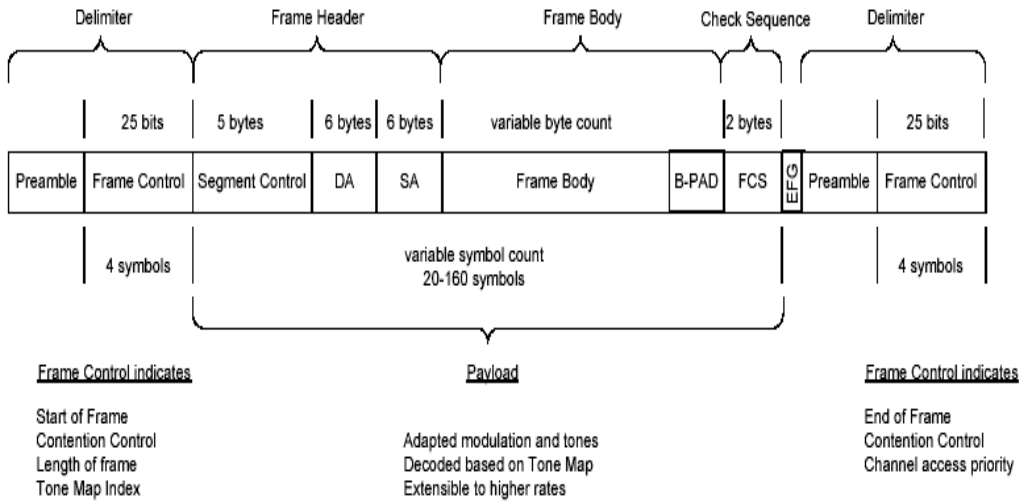 Delimiter Frame Header Frame Body Check Sequence Delimiter
25 bits 5 bytes 6 bytes 6 bytes variable byte count 2 bytes 25 bits
Preamble Frame Control Segment Control DA SA Frame Body B-PAD FCS EFG Preamble Frame Control
4 symbols variable symbol count 4 symbols
20-160 symbols
Frame Control indicates Payload Frame Control indicates
Start of Frame End of Frame
Contention Control Adapted modulation and tones Contention Control
Length of frame Decoded based on Tone Map Channel access priority
Tone Map Index Extensible to higher rates